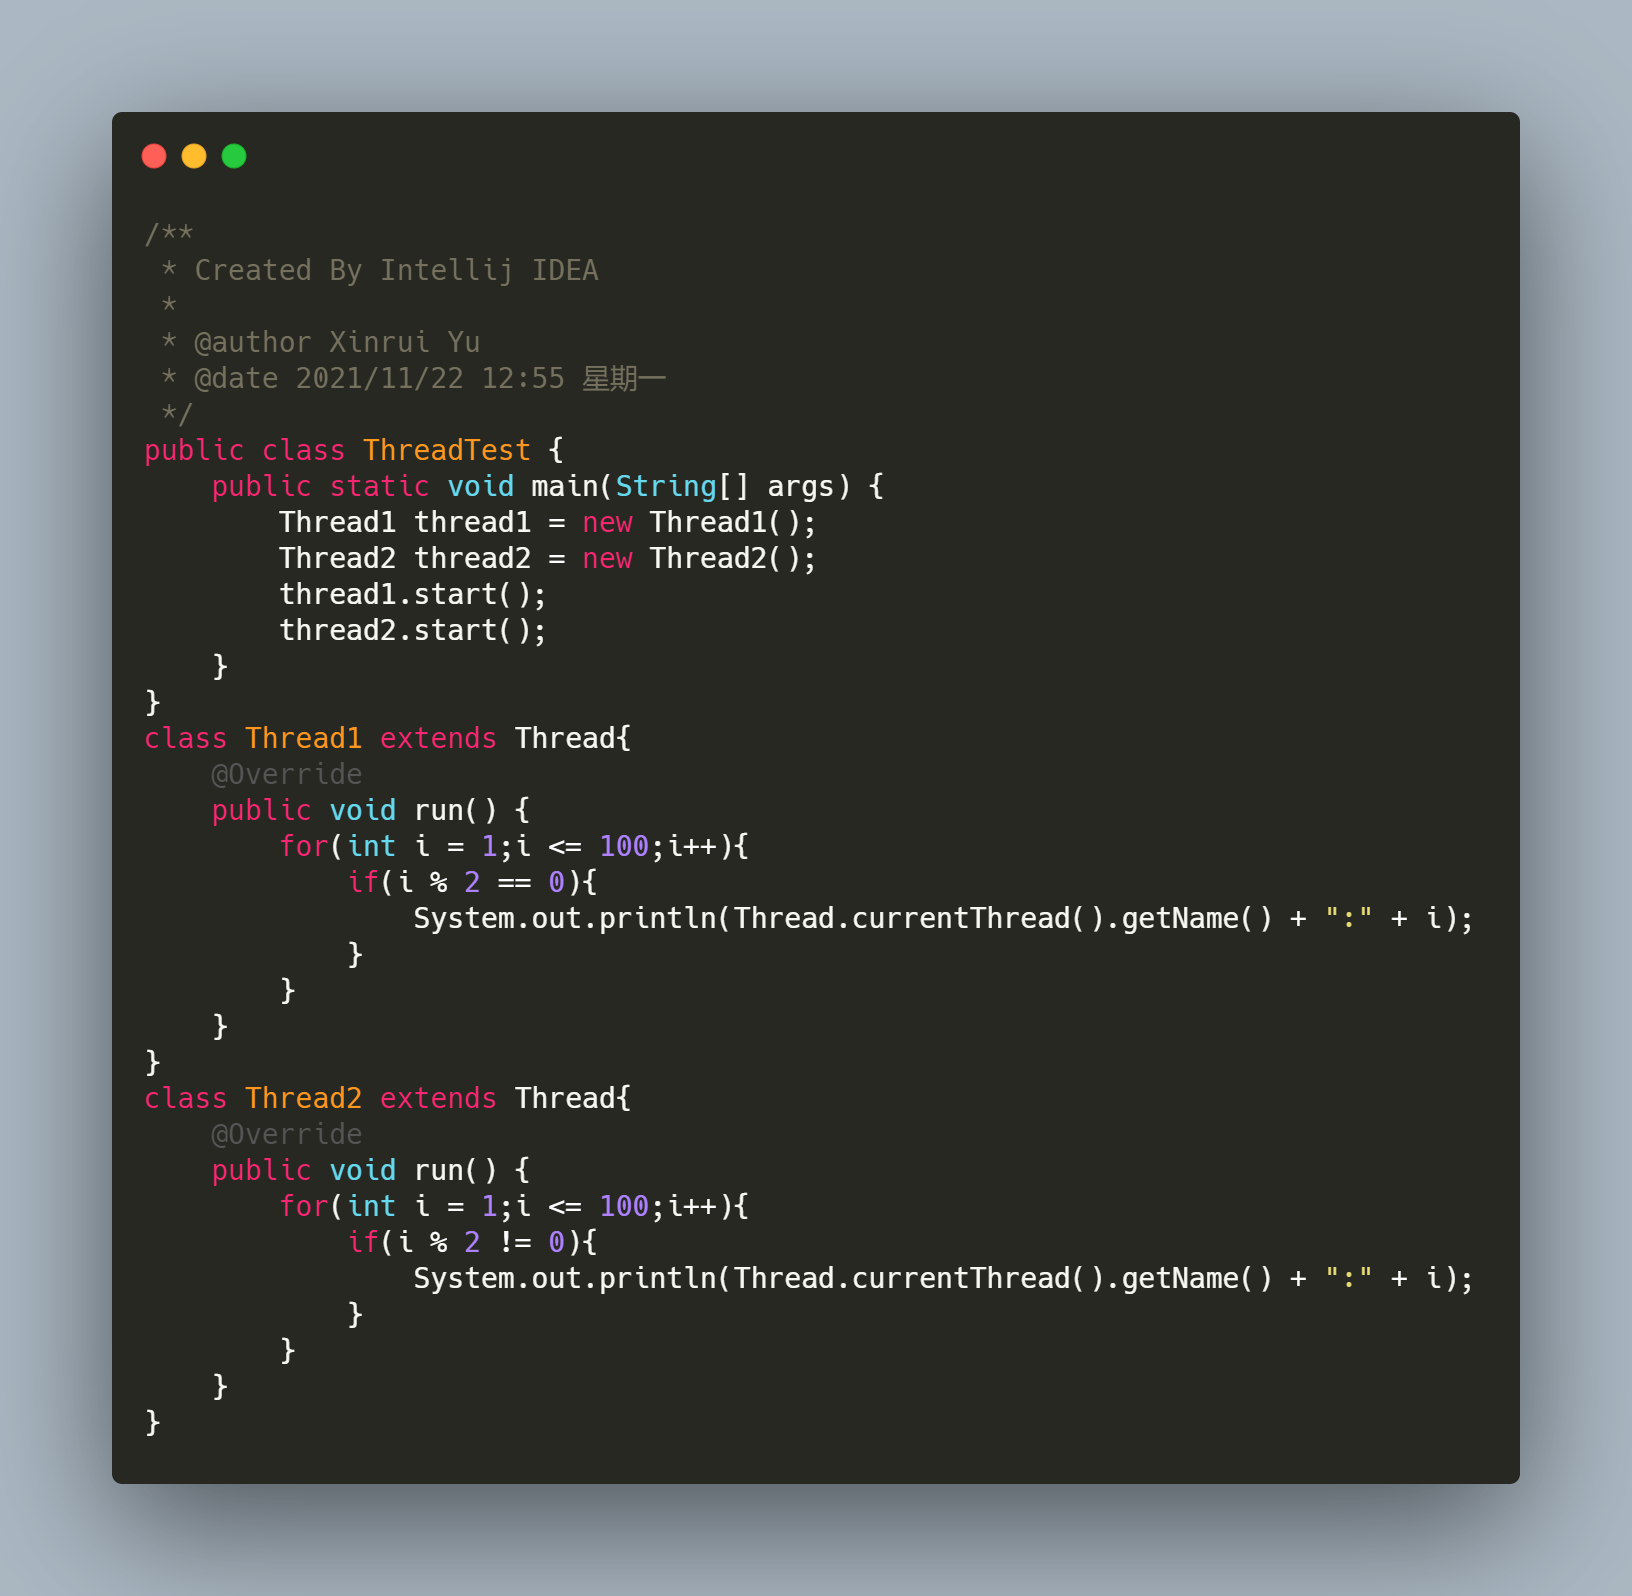 /**
 * Created By Intellij IDEA
 *
 * @author Xinrui Yu
 * @date 2021/11/22 12:55 星期一
 */
public class ThreadTest {
    public static void main(String[] args) {
        Thread1 thread1 = new Thread1();
        Thread2 thread2 = new Thread2();
        thread1.start();
        thread2.start();
    }
}
class Thread1 extends Thread{
    @Override
    public void run() {
        for(int i = 1;i <= 100;i++){
            if(i % 2 == 0){
                System.out.println(Thread.currentThread().getName() + ":" + i);
            }
        }
    }
}
class Thread2 extends Thread{
    @Override
    public void run() {
        for(int i = 1;i <= 100;i++){
            if(i % 2 != 0){
                System.out.println(Thread.currentThread().getName() + ":" + i);
            }
        }
    }
}